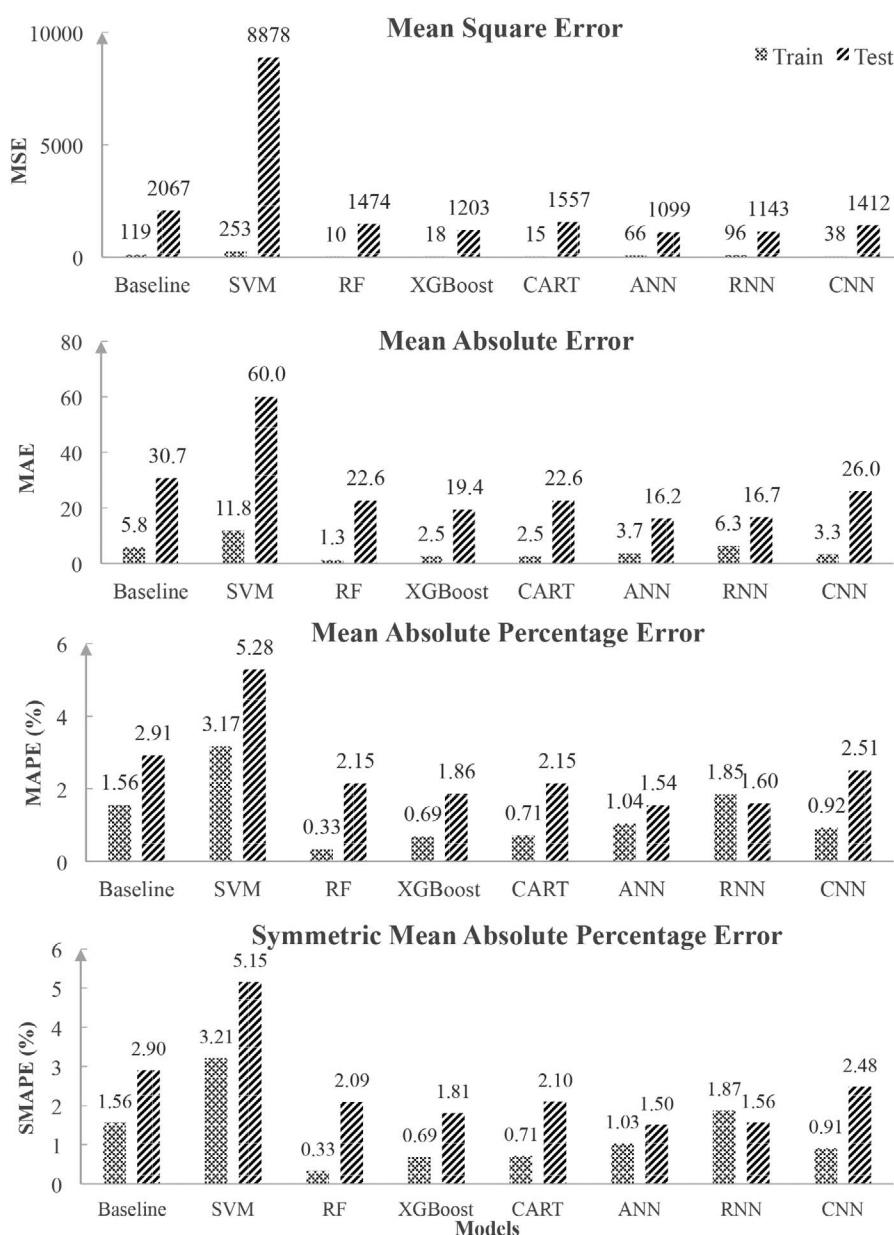 Mean Square Error
Train Test
MSE
10000
5000
0
119 2067 253 8878 10 1474 18 1203 15 1557 66 1099 96 1143 38 1412
Baseline SVM RF XGBoost CART ANN RNN CNN
Mean Absolute Error
MAE
80
60
40
20
0
5.8 30.7 11.8 60.0 1.3 22.6 2.5 19.4 2.5 22.6 3.7 16.2 6.3 16.7 3.3 26.0
Baseline SVM RF XGBoost CART ANN RNN CNN
Mean Absolute Percentage Error
MAPE (%)
6
4
2
0
1.56 2.91 3.17 5.28 0.33 2.15 0.69 1.86 0.71 2.15 1.04 1.54 1.85 1.60 0.92 2.51
Baseline SVM RF XGBoost CART ANN RNN CNN
Symmetric Mean Absolute Percentage Error
SMAPE (%)
6
5
4
3
2
1
0
1.56 2.90 3.21 5.15 0.33 2.09 0.69 1.81 0.71 2.10 1.03 1.50 1.87 1.56 0.91 2.48
Baseline SVM RF XGBoost CART ANN RNN CNN
Models